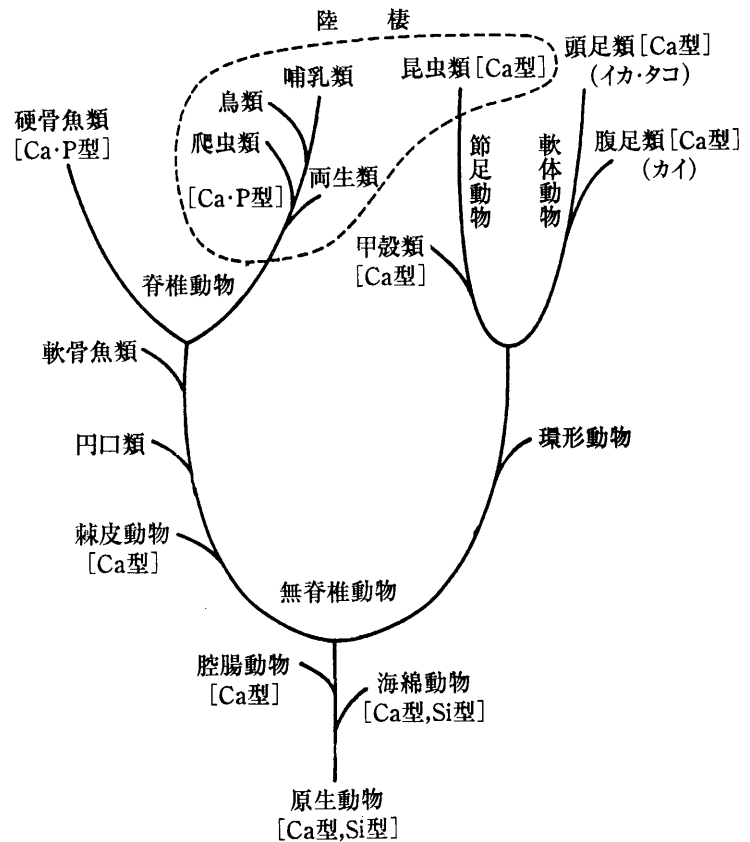 陸 棲
哺乳類
昆虫類[Ca型]
頭足類[Ca型]
(イカ・タコ)
鳥類
硬骨魚類
[Ca・P型]
爬虫類
[Ca・P型]
両生類
節足動物
軟体動物
腹足類[Ca型]
(カイ)
甲殻類
[Ca型]
脊椎動物
軟骨魚類
円口類
環形動物
棘皮動物
[Ca型]
無脊椎動物
腔腸動物
[Ca型]
海綿動物
[Ca型,Si型]
原生動物
[Ca型,Si型]